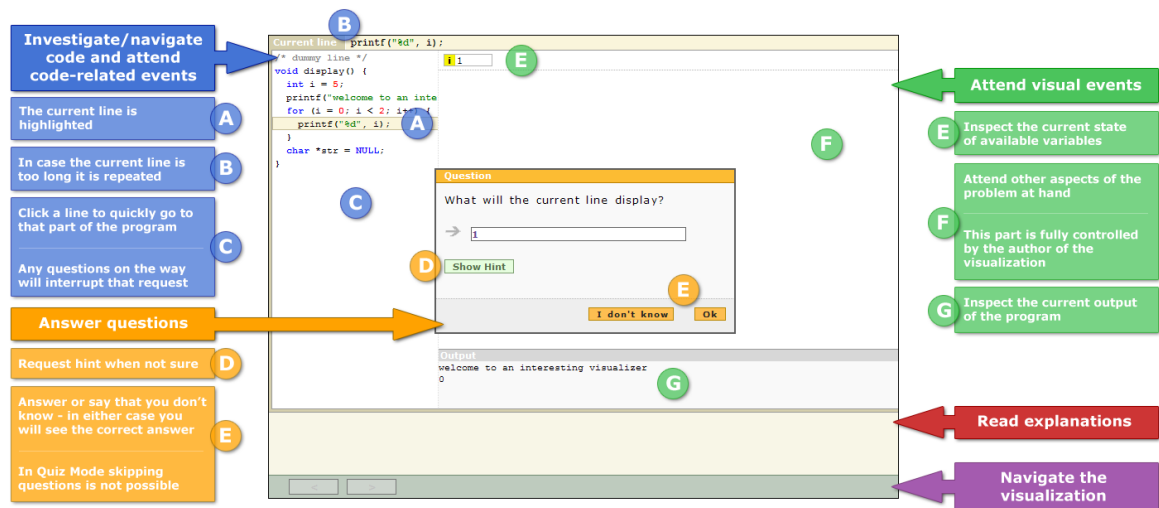 B
Investigate/navigate
code and attend
code-related events
Current line printf("%d", i);
/* dummy line */
void display() {
int i = 5;
printf("welcome to an inte
for (i = 0; i < 2; i++) {
printf("%d", i);
}
char *str = NULL;
}
A
C
i 1
E
F
The current line is
highlighted
A
In case the current line is
too long it is repeated
B
Click a line to quickly go to
that part of the program
Any questions on the way
will interrupt that request
C
Answer questions
Request hint when not sure
D
Answer or say that you don't
know - in either case you
will see the correct answer
In Quiz Mode skipping
questions is not possible
E
Question
What will the current line display?
1
D
Show Hint
E
I don't know
Ok
Output
welcome to an interesting visualizer
0
G
<
>
Attend visual events
E
Inspect the current state
of available variables
Attend other aspects of the
problem at hand
F
This part is fully controlled
by the author of the
visualization
G
Inspect the current output
of the program
Read explanations
Navigate the
visualization